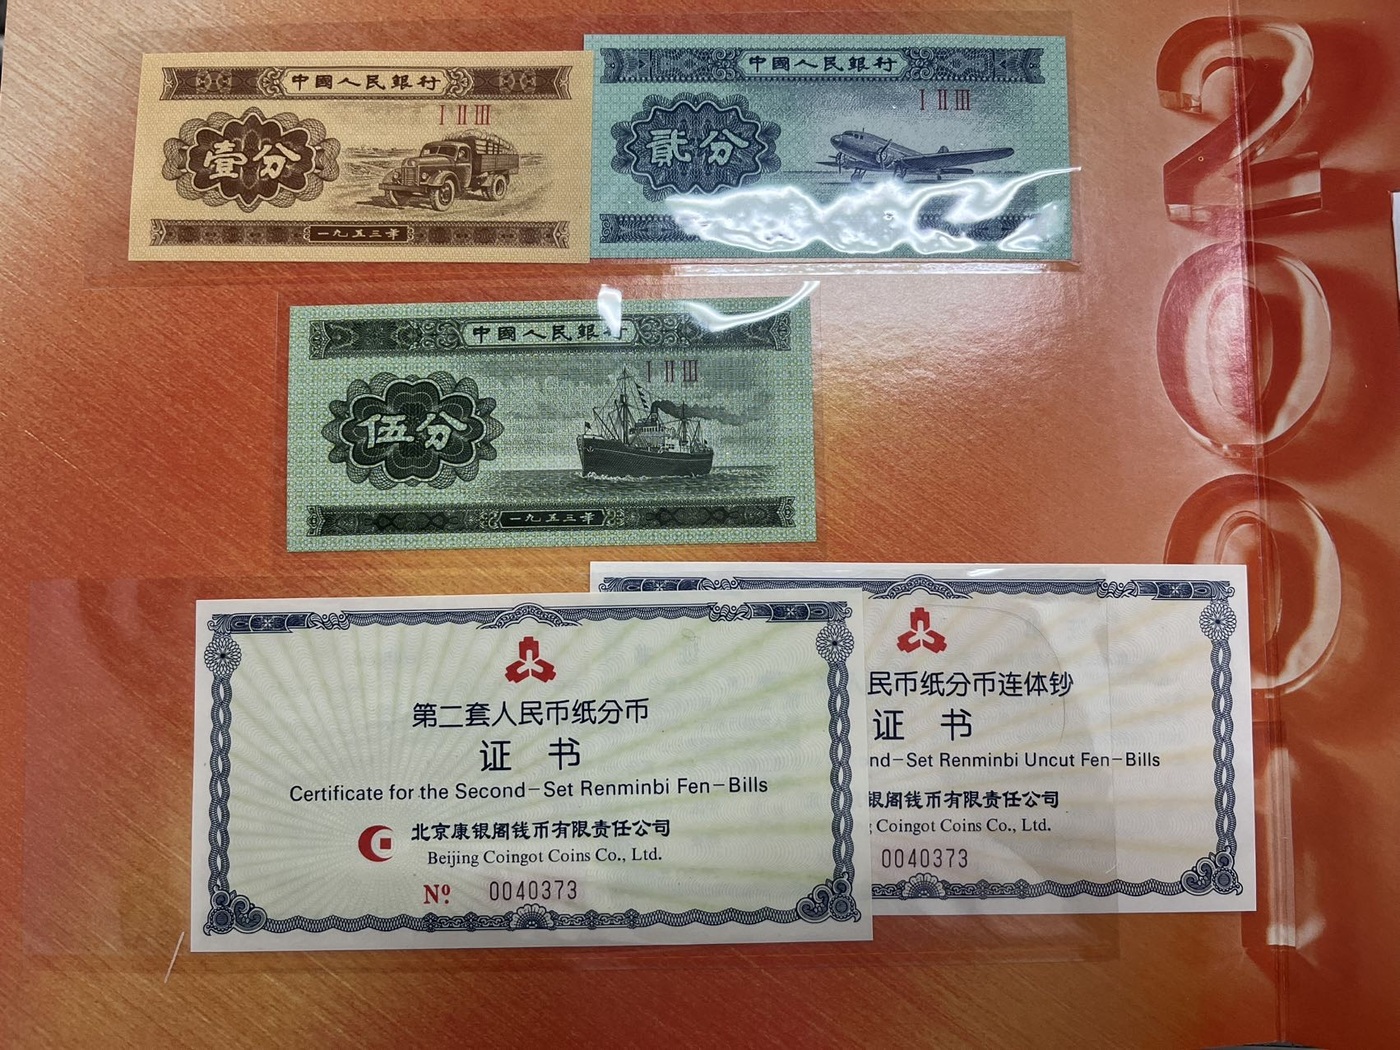 中國人民銀行
I II III
壹分
一九五三年
中國人民銀行
I II III
貳分
中國人民銀行
I II III
伍分
一九五三年
第二套人民币纸分币
证书
Certificate for the Second-Set Renminbi Fen-Bills
北京康银阁钱币有限责任公司
Beijing Coingot Coins Co., Ltd.
Nº 0040373
民币纸分币连体钞
证书
nd-Set Renminbi Uncut Fen-Bills
银阁钱币有限责任公司
g Coingot Coins Co., Ltd.
0040373
2001